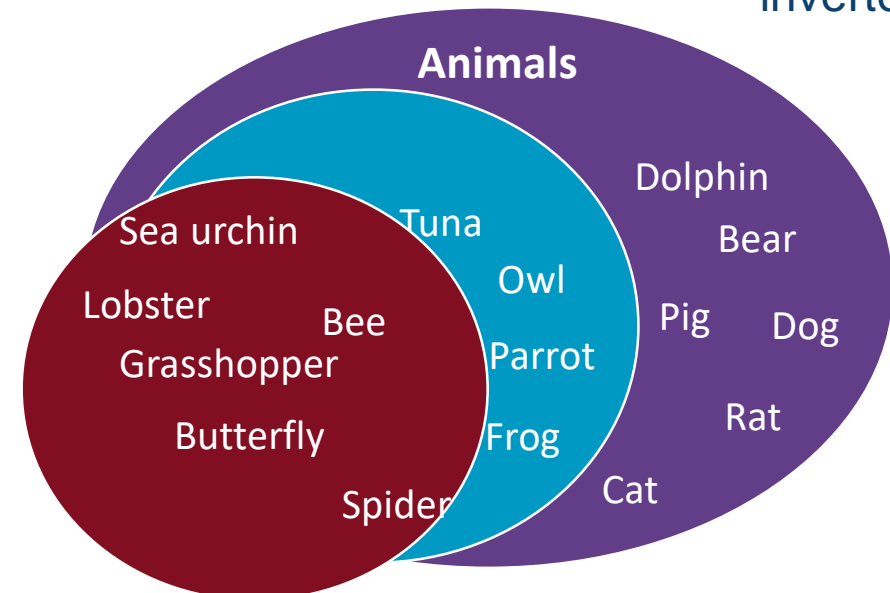 Animals
Dolphin
Sea urchin
Tuna
Bear
Owl
Lobster
Bee
Pig
Dog
Grasshopper
Parrot
Rat
Butterfly
Frog
Cat
Spider